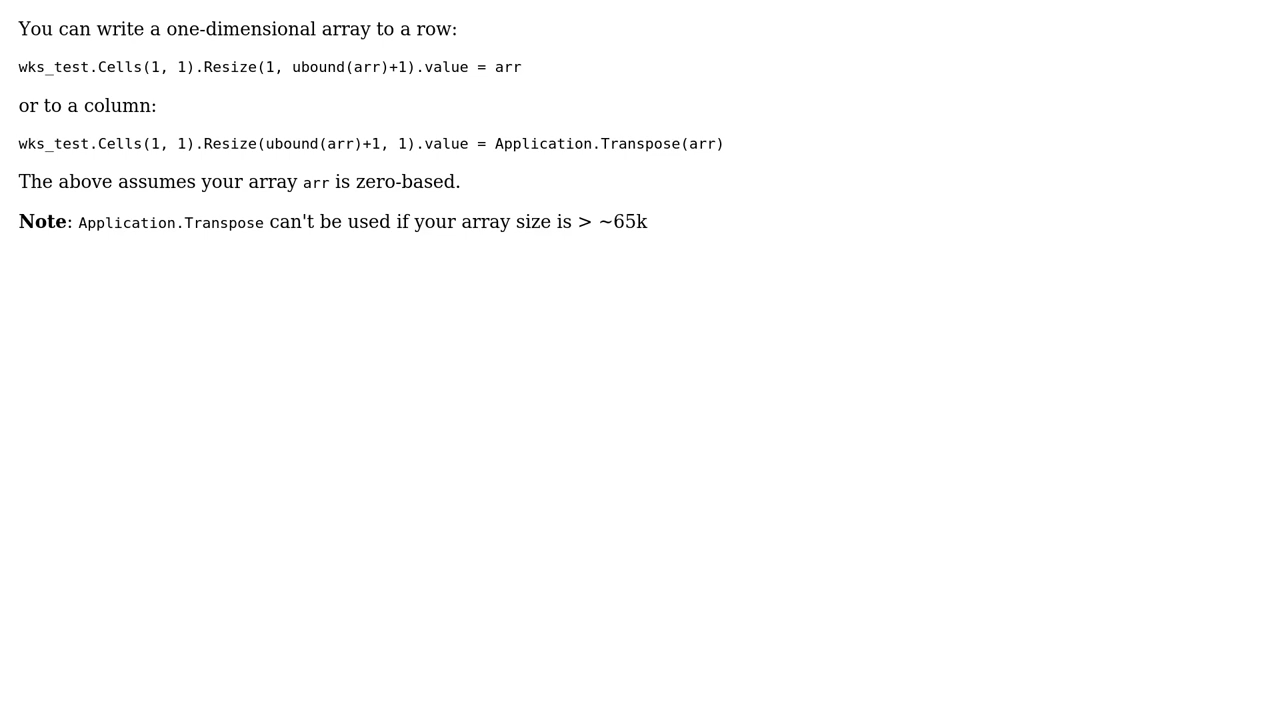 You can write a one-dimensional array to a row:
wks_test.Cells(1, 1).Resize(1, ubound(arr)+1).value = arr
or to a column:
wks_test.Cells(1, 1).Resize(ubound(arr)+1, 1).value = Application.Transpose(arr)
The above assumes your array arr is zero-based.
Note: Application.Transpose can't be used if your array size is > ~65k